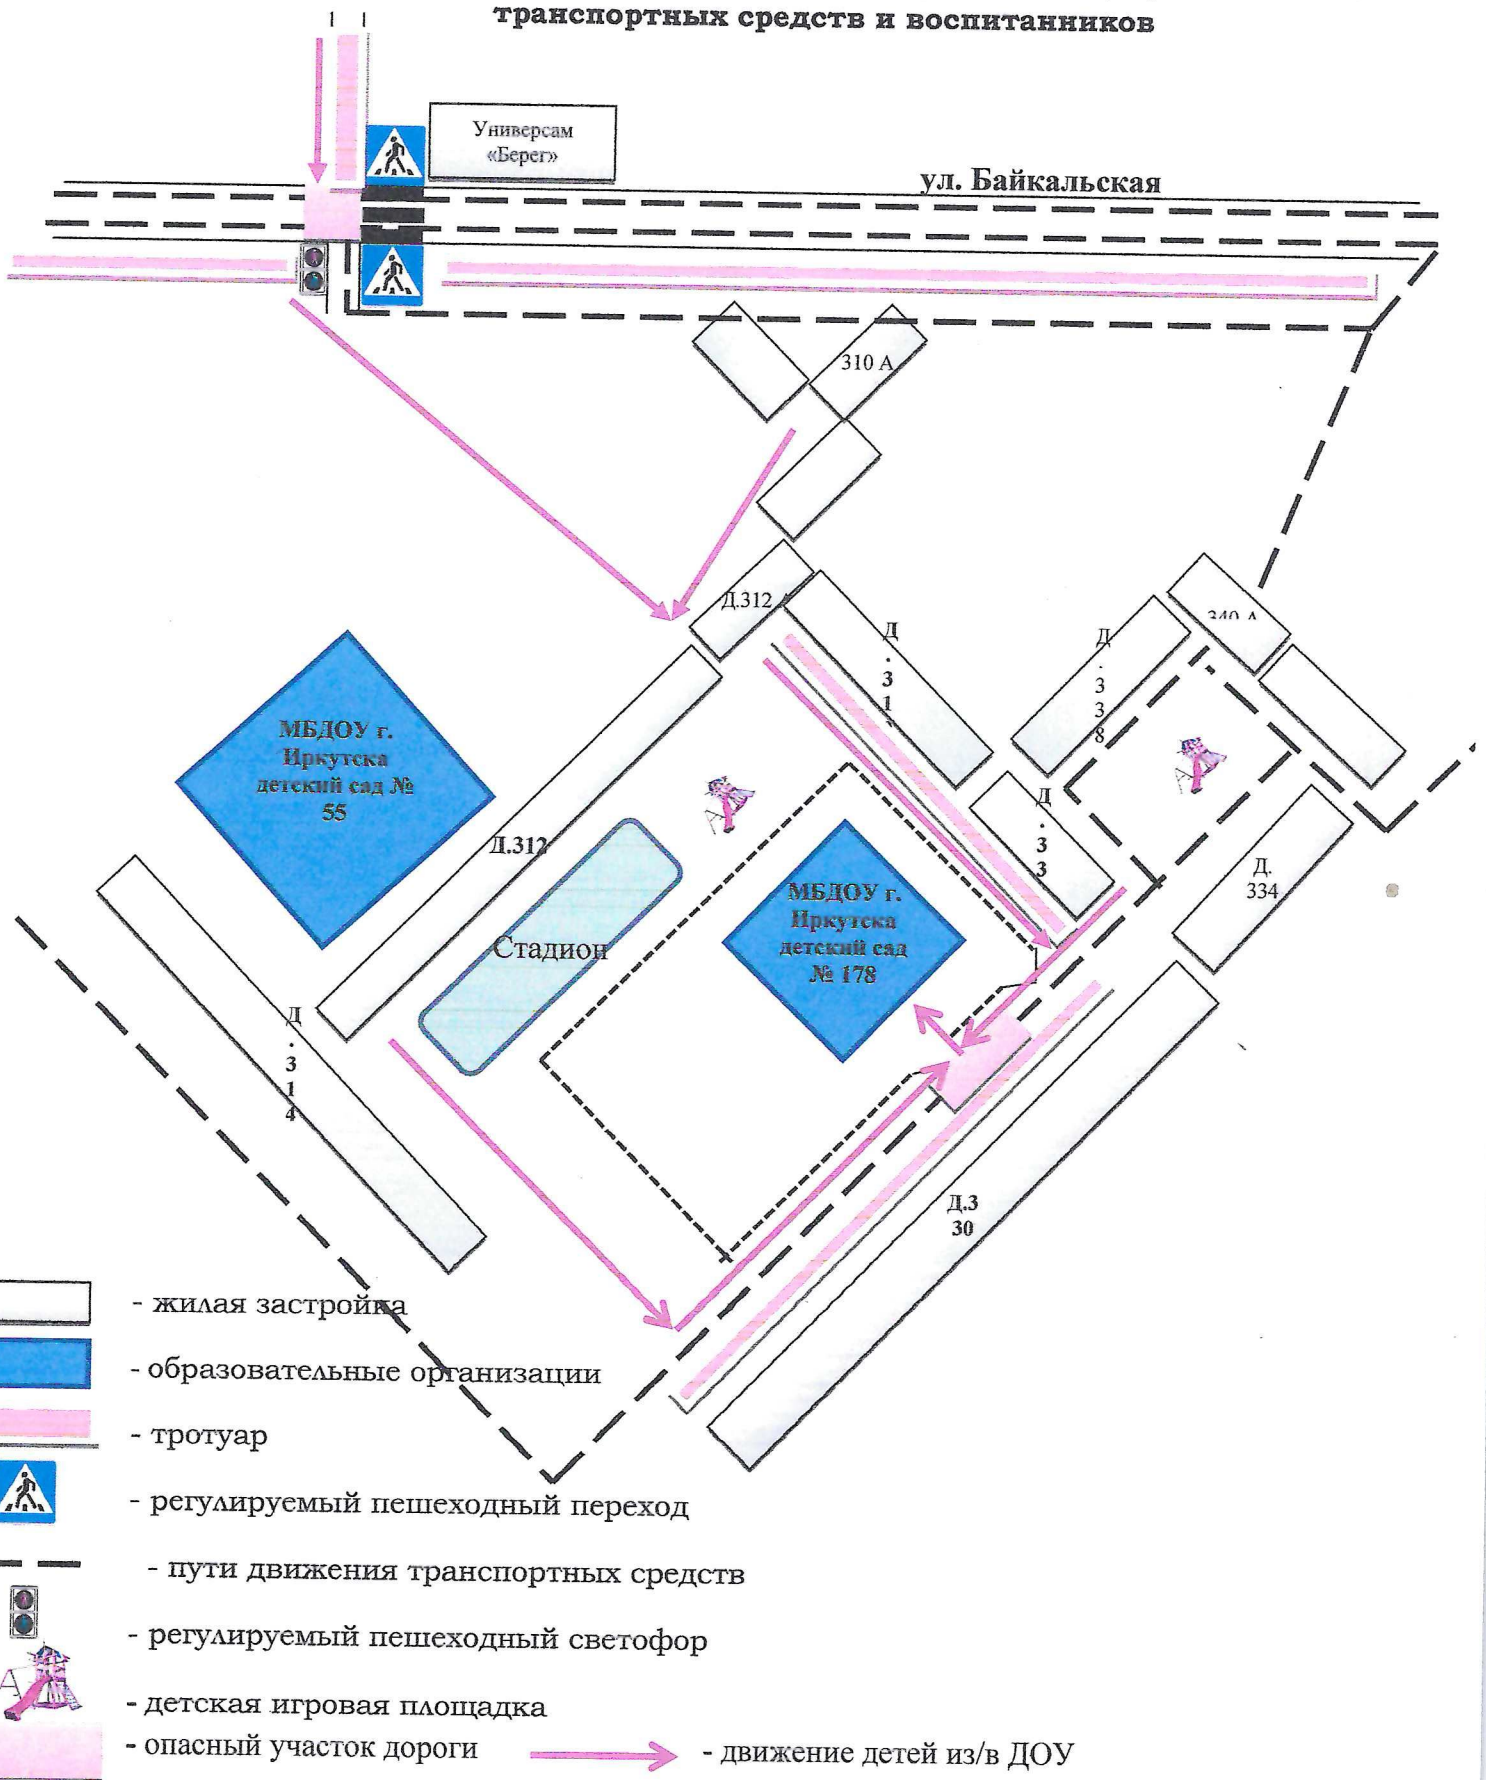 транспортных средств и воспитанников
Универсам
«Берег»
ул. Байкальская
310 А
Д.312
Д
.
3
1
340 А
Д
.
3
3
8
МБДОУ г.
Иркутска
детский сад №
55
Д.312
Д
.
3
3
Д.
334
МБДОУ г.
Иркутска
детский сад
№ 178
Стадион
Д
.
3
1
4
Д.3
30
- жилая застройка
- образовательные организации
- тротуар
- регулируемый пешеходный переход
- пути движения транспортных средств
- регулируемый пешеходный светофор
- детская игровая площадка
- опасный участок дороги
- движение детей из/в ДОУ